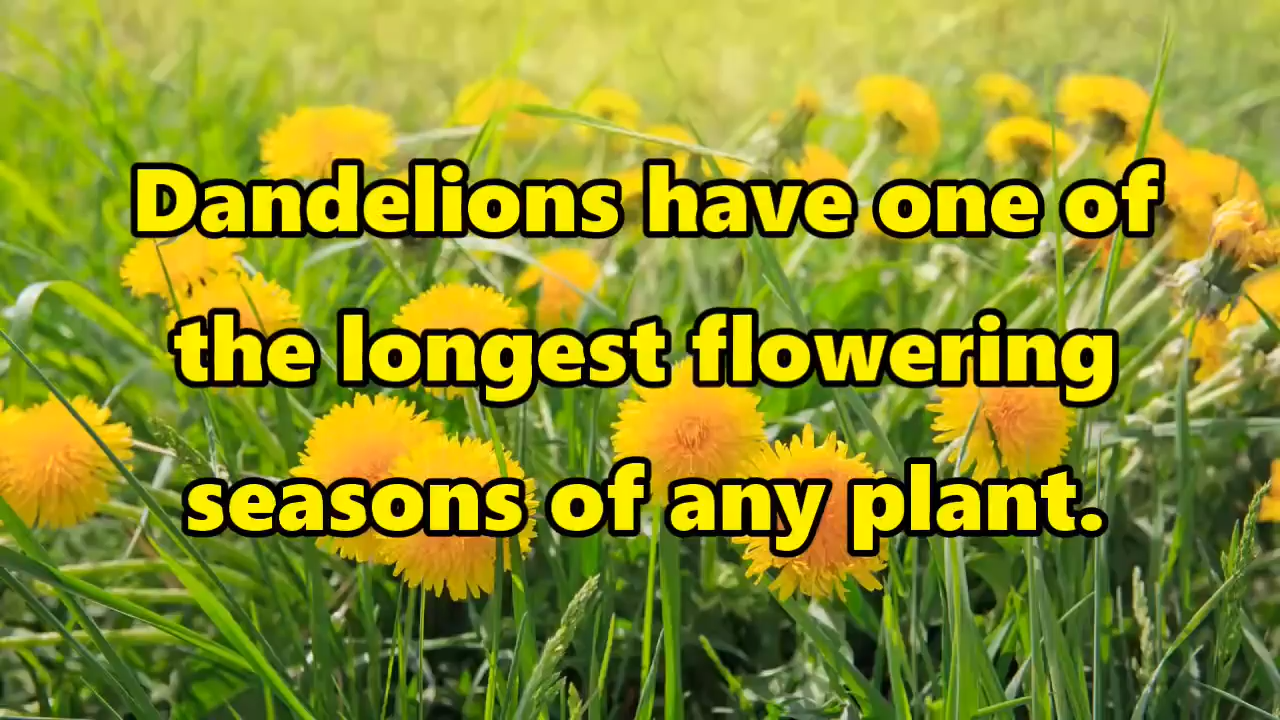 Dandelions have one of
the longest flowering
seasons of any plant.